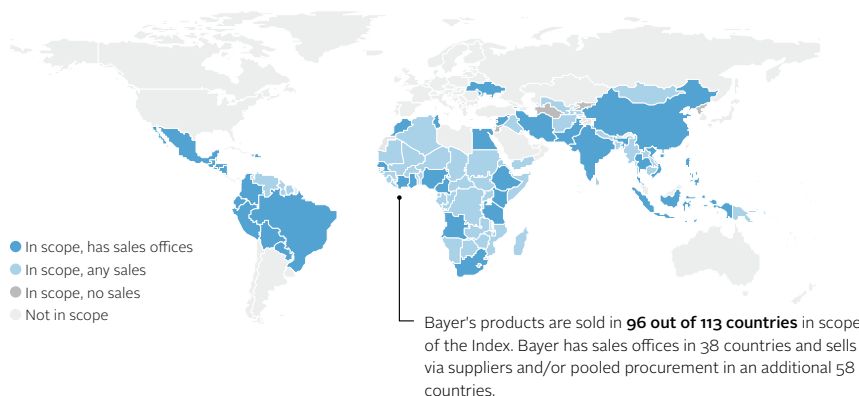 In scope, has sales offices
In scope, any sales
In scope, no sales
Not in scope
Bayer's products are sold in 96 out of 113 countries in scope
of the Index. Bayer has sales offices in 38 countries and sells
via suppliers and/or pooled procurement in an additional 58
countries.